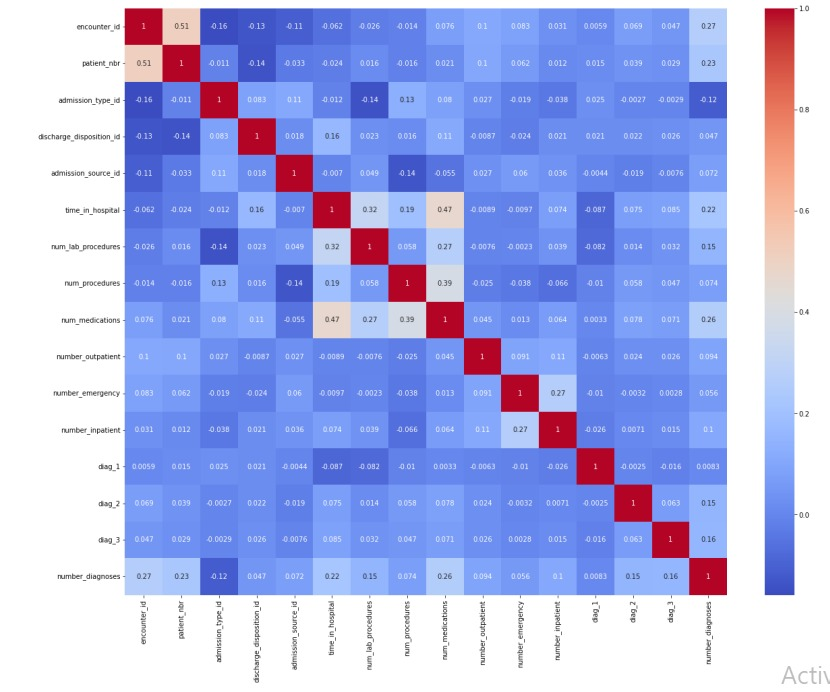 encounter_id 1 0.51 -0.16 -0.13 -0.11 -0.062 -0.026 -0.014 0.076 0.1 0.083 0.031 0.0059 0.069 0.047 0.27
patient_nbr 0.51 1 -0.011 -0.14 -0.033 -0.024 0.016 -0.016 0.021 0.1 0.062 0.012 0.015 0.039 0.029 0.23
admission_type_id -0.16 -0.011 1 0.083 0.11 -0.012 -0.14 0.13 0.08 0.027 -0.019 -0.038 0.025 -0.0027 -0.0029 -0.12
discharge_disposition_id -0.13 -0.14 0.083 1 0.018 0.16 0.023 0.016 0.11 -0.0087 -0.024 0.021 0.021 0.022 0.026 0.047
admission_source_id -0.11 -0.033 0.11 0.018 1 -0.007 0.049 -0.14 -0.055 0.027 0.06 0.036 -0.0044 -0.019 -0.0076 0.072
time_in_hospital -0.062 -0.024 -0.012 0.16 -0.007 1 0.32 0.19 0.47 -0.0089 -0.0097 0.074 -0.087 0.075 0.085 0.22
num_lab_procedures -0.026 0.016 -0.14 0.023 0.049 0.32 1 0.058 0.27 -0.0076 -0.0023 0.039 -0.082 0.014 0.032 0.15
num_procedures -0.014 -0.016 0.13 0.016 -0.14 0.19 0.058 1 0.39 -0.025 -0.038 -0.066 -0.01 0.058 0.047 0.074
num_medications 0.076 0.021 0.08 0.11 -0.055 0.47 0.27 0.39 1 0.045 0.013 0.064 0.0033 0.078 0.071 0.26
number_outpatient 0.1 0.1 0.027 -0.0087 0.027 -0.0089 -0.0076 -0.025 0.045 1 0.091 0.11 -0.0063 0.024 0.026 0.094
number_emergency 0.083 0.062 -0.019 -0.024 0.06 -0.0097 -0.0023 -0.038 0.013 0.091 1 0.27 -0.01 -0.0032 0.0028 0.056
number_inpatient 0.031 0.012 -0.038 0.021 0.036 0.074 0.039 -0.066 0.064 0.11 0.27 1 -0.026 0.0071 0.015 0.1
diag_1 0.0059 0.015 0.025 0.021 -0.0044 -0.087 -0.082 -0.01 0.0033 -0.0063 -0.01 -0.026 1 -0.0025 -0.016 0.0083
diag_2 0.069 0.039 -0.0027 0.022 -0.019 0.075 0.014 0.058 0.078 0.024 -0.0032 0.0071 -0.0025 1 0.063 0.15
diag_3 0.047 0.029 -0.0029 0.026 -0.0076 0.085 0.032 0.047 0.071 0.026 0.0028 0.015 -0.016 0.063 1 0.16
number_diagnoses 0.27 0.23 -0.12 0.047 0.072 0.22 0.15 0.074 0.26 0.094 0.056 0.1 0.0083 0.15 0.16 1
encounter_id patient_nbr admission_type_id discharge_disposition_id admission_source_id time_in_hospital num_lab_procedures num_procedures num_medications number_outpatient number_emergency number_inpatient diag_1 diag_2 diag_3 number_diagnoses
1.0
0.8
0.6
0.4
0.2
0.0
Activ